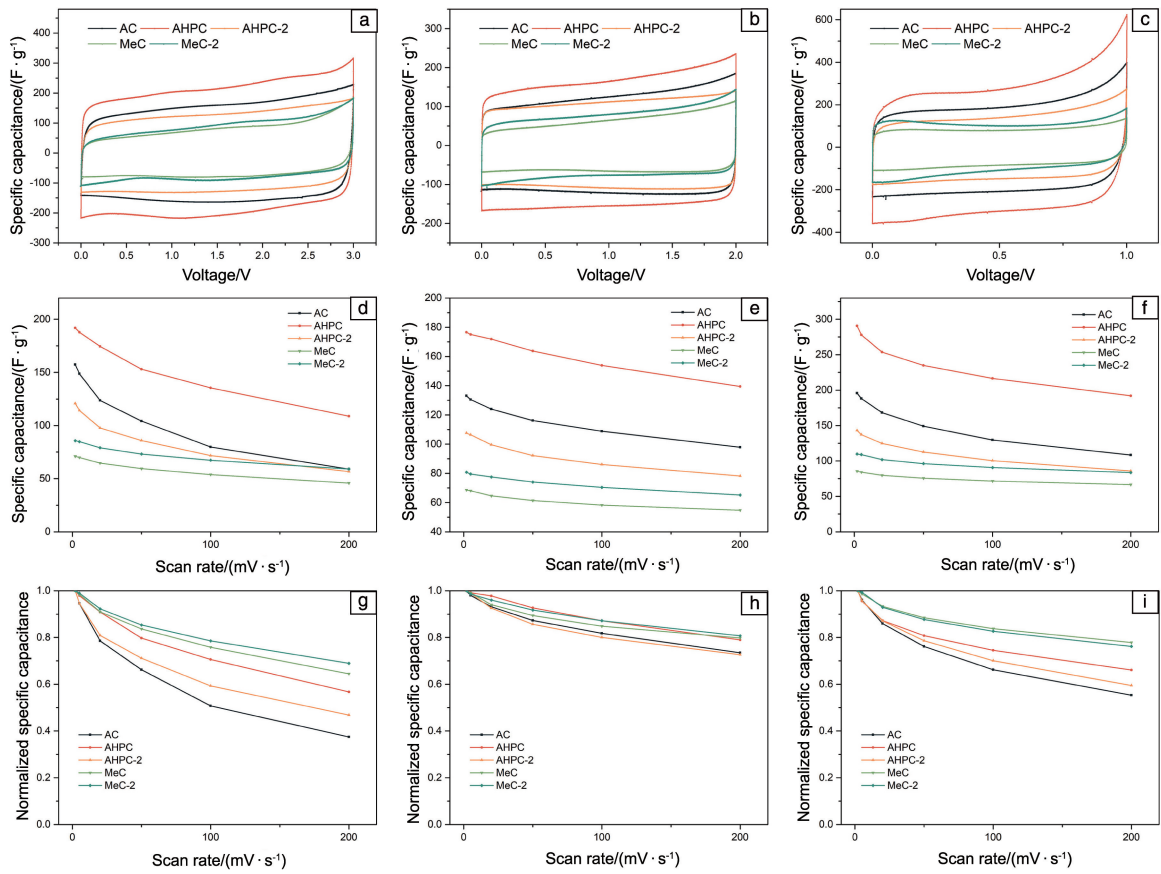 a
AC AHPC AHPC-2
MeC MeC-2
Specific capacitance/(F · g⁻¹)
400
300
200
100
0
-100
-200
-300
0.0 0.5 1.0 1.5 2.0 2.5 3.0
Voltage/V
b
AC AHPC AHPC-2
MeC MeC-2
Specific capacitance/(F · g⁻¹)
300
200
100
0
-100
-200
0.0 0.5 1.0 1.5 2.0
Voltage/V
c
AC AHPC AHPC-2
MeC MeC-2
Specific capacitance/(F · g⁻¹)
600
400
200
0
-200
-400
0.0 0.5 1.0
Voltage/V
d
AC
AHPC
AHPC-2
MeC
MeC-2
Specific capacitance/(F · g⁻¹)
200
150
100
50
0
0 100 200
Scan rate/(mV · s⁻¹)
e
AC
AHPC
AHPC-2
MeC
MeC-2
Specific capacitance/(F · g⁻¹)
200
180
160
140
120
100
80
60
40
0 100 200
Scan rate/(mV · s⁻¹)
f
AC
AHPC
AHPC-2
MeC
MeC-2
Specific capacitance/(F · g⁻¹)
300
250
200
150
100
50
0
0 100 200
Scan rate/(mV · s⁻¹)
g
Normalized specific capacitance
1.0
0.8
0.6
0.4
0.2
0.0
AC
AHPC
AHPC-2
MeC
MeC-2
0 100 200
Scan rate/(mV · s⁻¹)
h
Normalized specific capacitance
1.0
0.8
0.6
0.4
0.2
0.0
AC
AHPC
AHPC-2
MeC
MeC-2
0 100 200
Scan rate/(mV · s⁻¹)
i
Normalized specific capacitance
1.0
0.8
0.6
0.4
0.2
0.0
AC
AHPC
AHPC-2
MeC
MeC-2
0 100 200
Scan rate/(mV · s⁻¹)